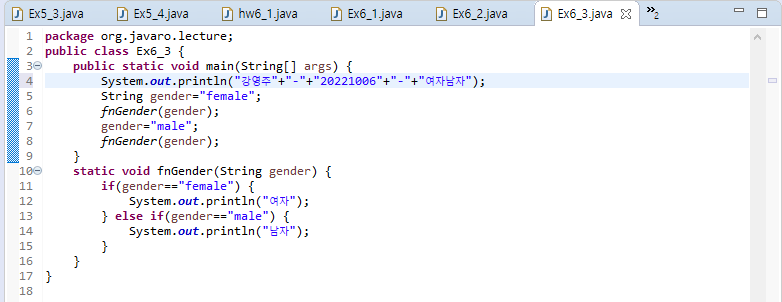 Ex5_3.java Ex5_4.java hw6_1.java Ex6_1.java Ex6_2.java Ex6_3.java »2
1 package org.javaro.lecture;
2 public class Ex6_3 {
3 public static void main(String[] args) {
4 System.out.println("강영주"+"-"+"20221006"+"-"+"여자남자");
5 String gender="female";
6 fnGender(gender);
7 gender="male";
8 fnGender(gender);
9 }
10 static void fnGender(String gender) {
11 if(gender=="female") {
12 System.out.println("여자");
13 } else if(gender=="male") {
14 System.out.println("남자");
15 }
16 }
17 }
18